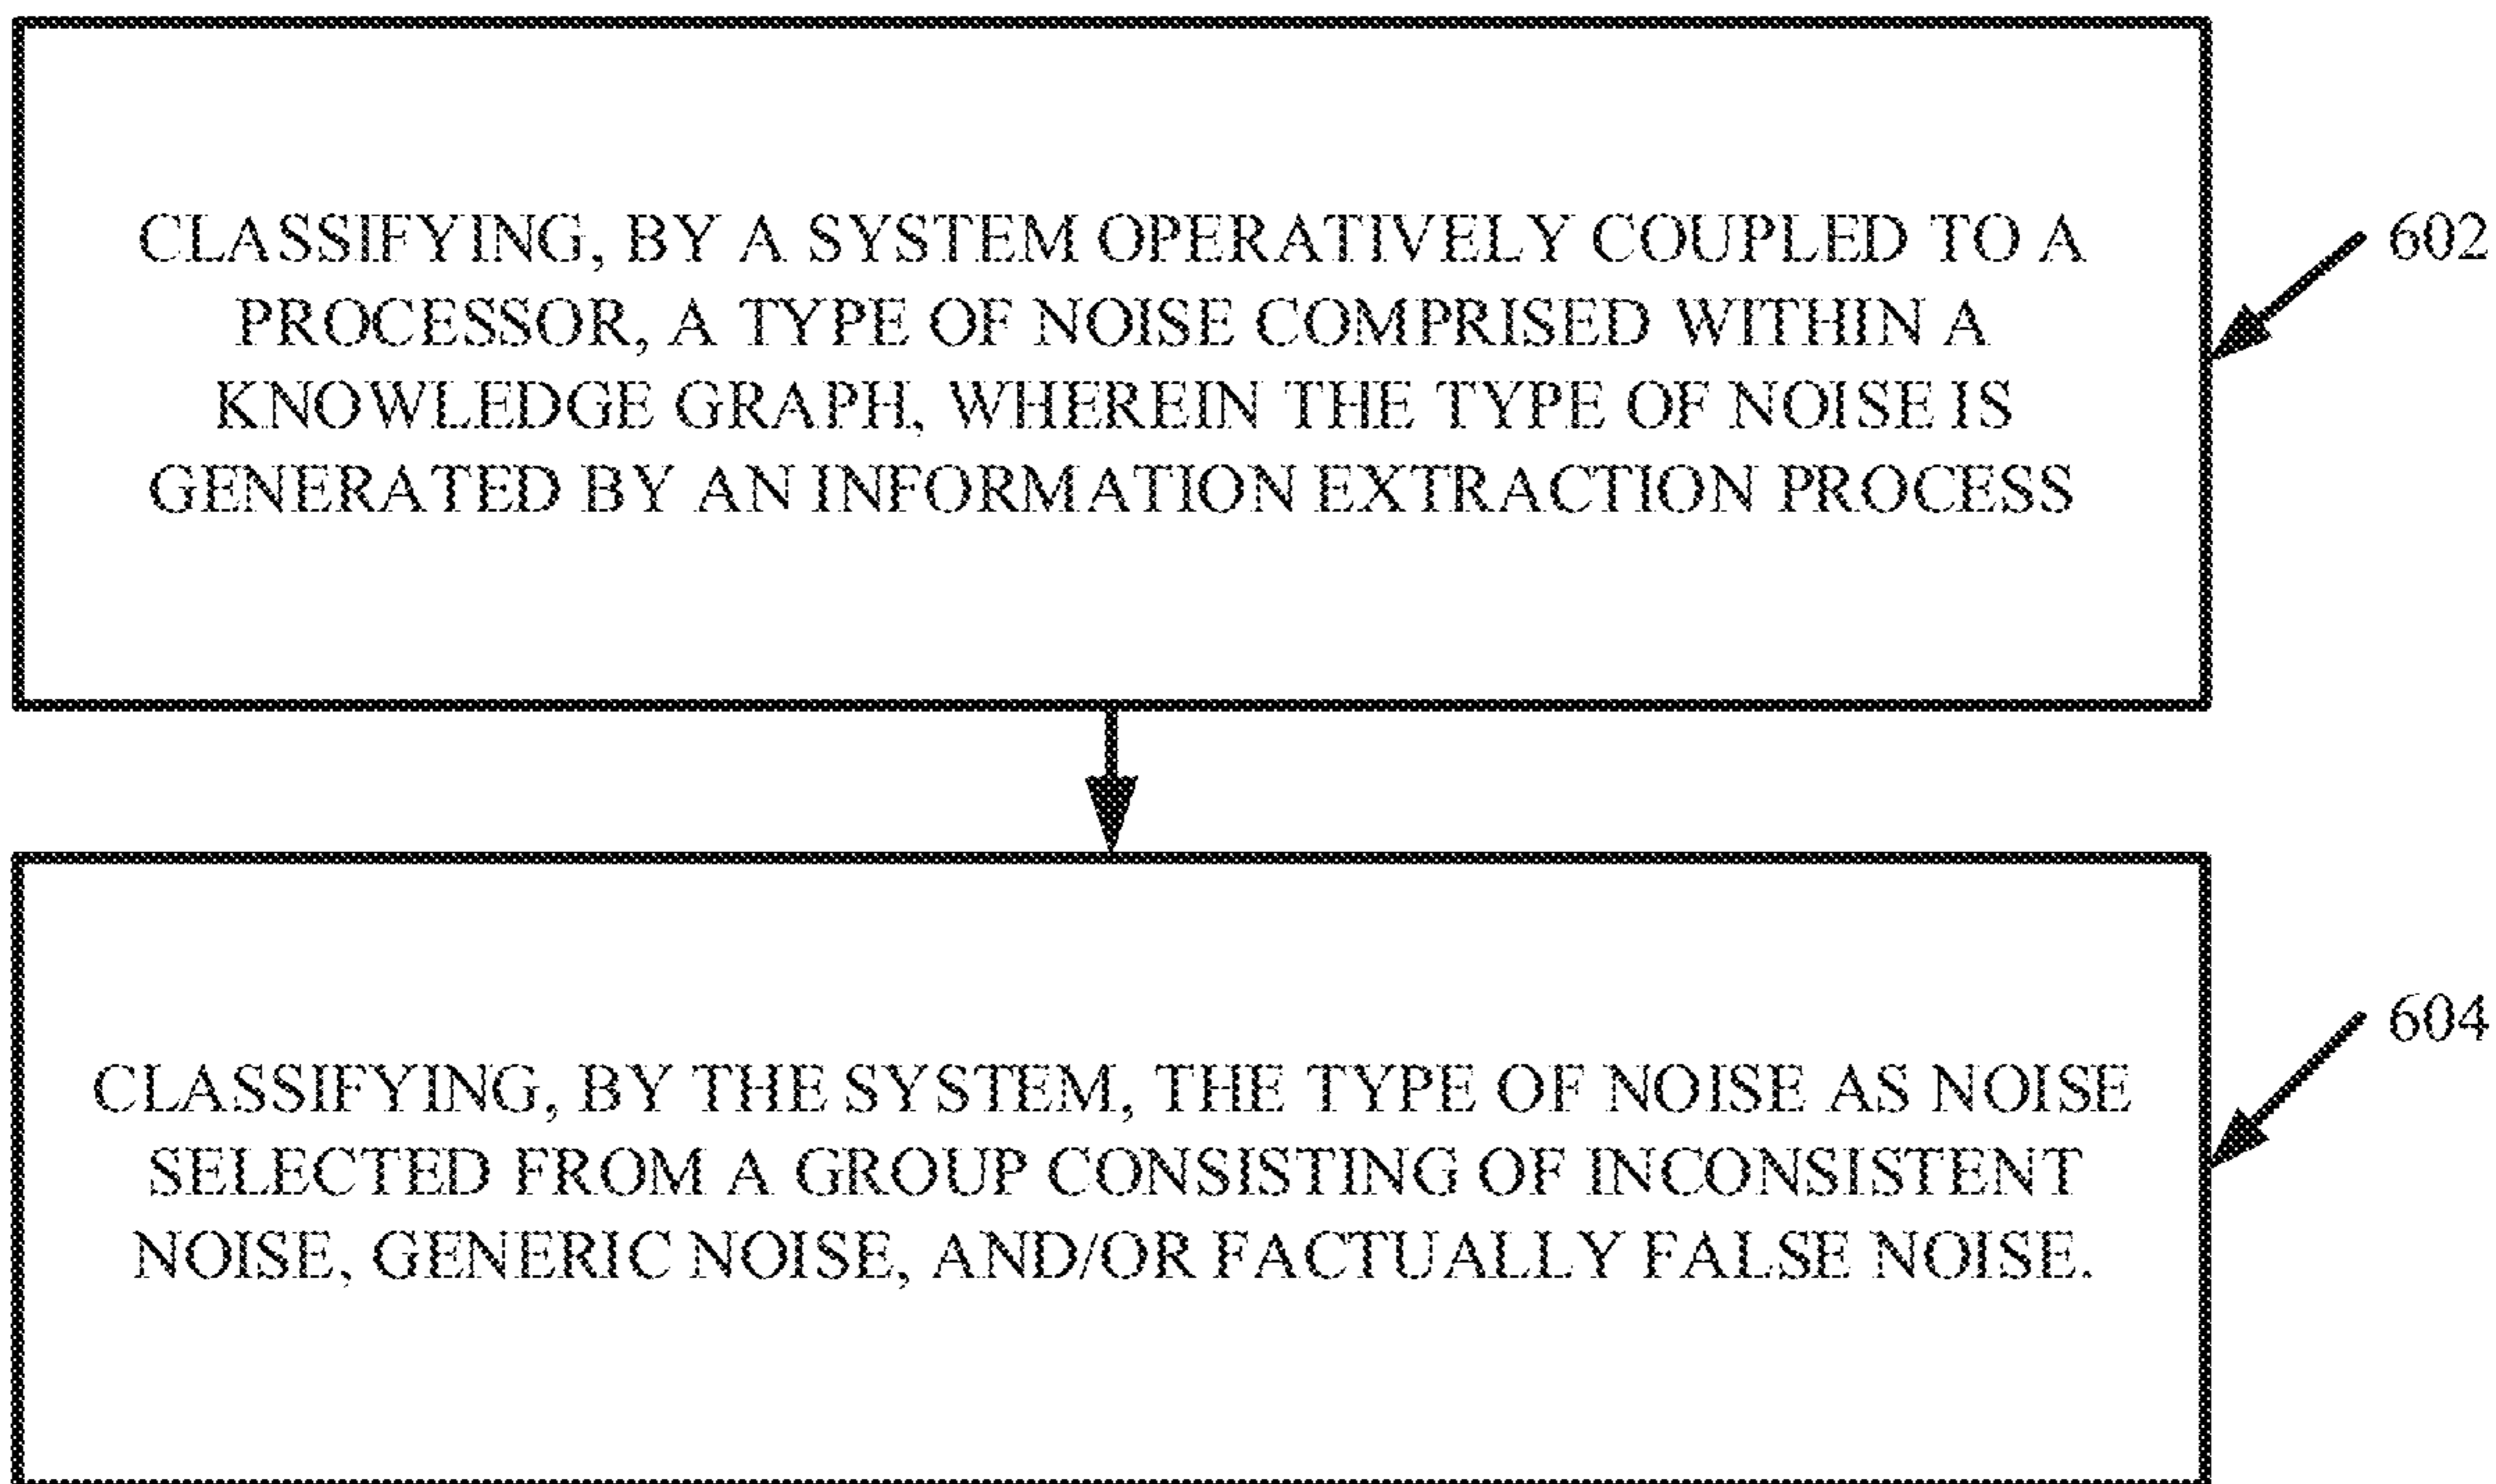 CLASSIFYING, BY A SYSTEM OPERATIVELY COUPLED TO A
PROCESSOR, A TYPE OF NOISE COMPRISED WITHIN A
KNOWLEDGE GRAPH, WHEREIN THE TYPE OF NOISE IS
GENERATED BY AN INFORMATION EXTRACTION PROCESS
602
CLASSIFYING, BY THE SYSTEM, THE TYPE OF NOISE AS NOISE
SELECTED FROM A GROUP CONSISTING OF INCONSISTENT
NOISE, GENERIC NOISE, AND/OR FACTUALLY FALSE NOISE.
604